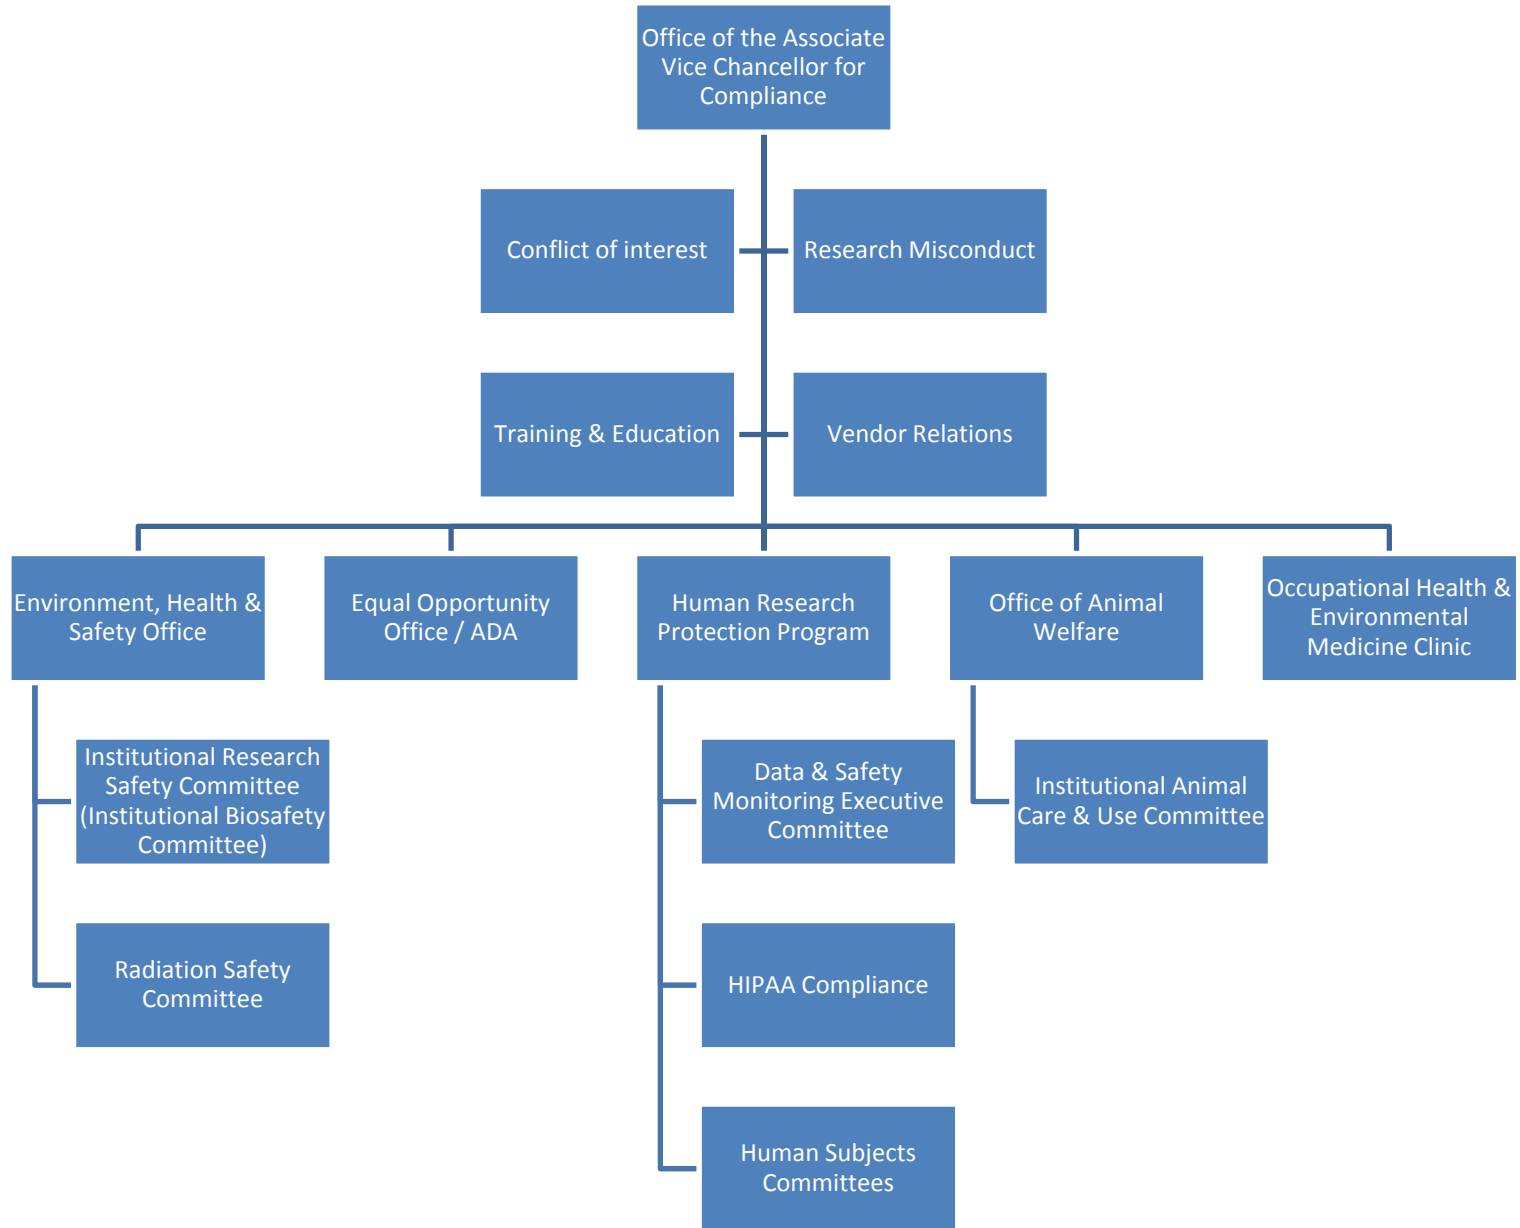 Office of the Associate
Vice Chancellor for
Compliance
Conflict of interest
Research Misconduct
Training & Education
Vendor Relations
Environment, Health &
Safety Office
Equal Opportunity
Office / ADA
Human Research
Protection Program
Office of Animal
Welfare
Occupational Health &
Environmental
Medicine Clinic
Institutional Research
Safety Committee
(Institutional Biosafety
Committee)
Data & Safety
Monitoring Executive
Committee
Institutional Animal
Care & Use Committee
Radiation Safety
Committee
HIPAA Compliance
Human Subjects
Committees